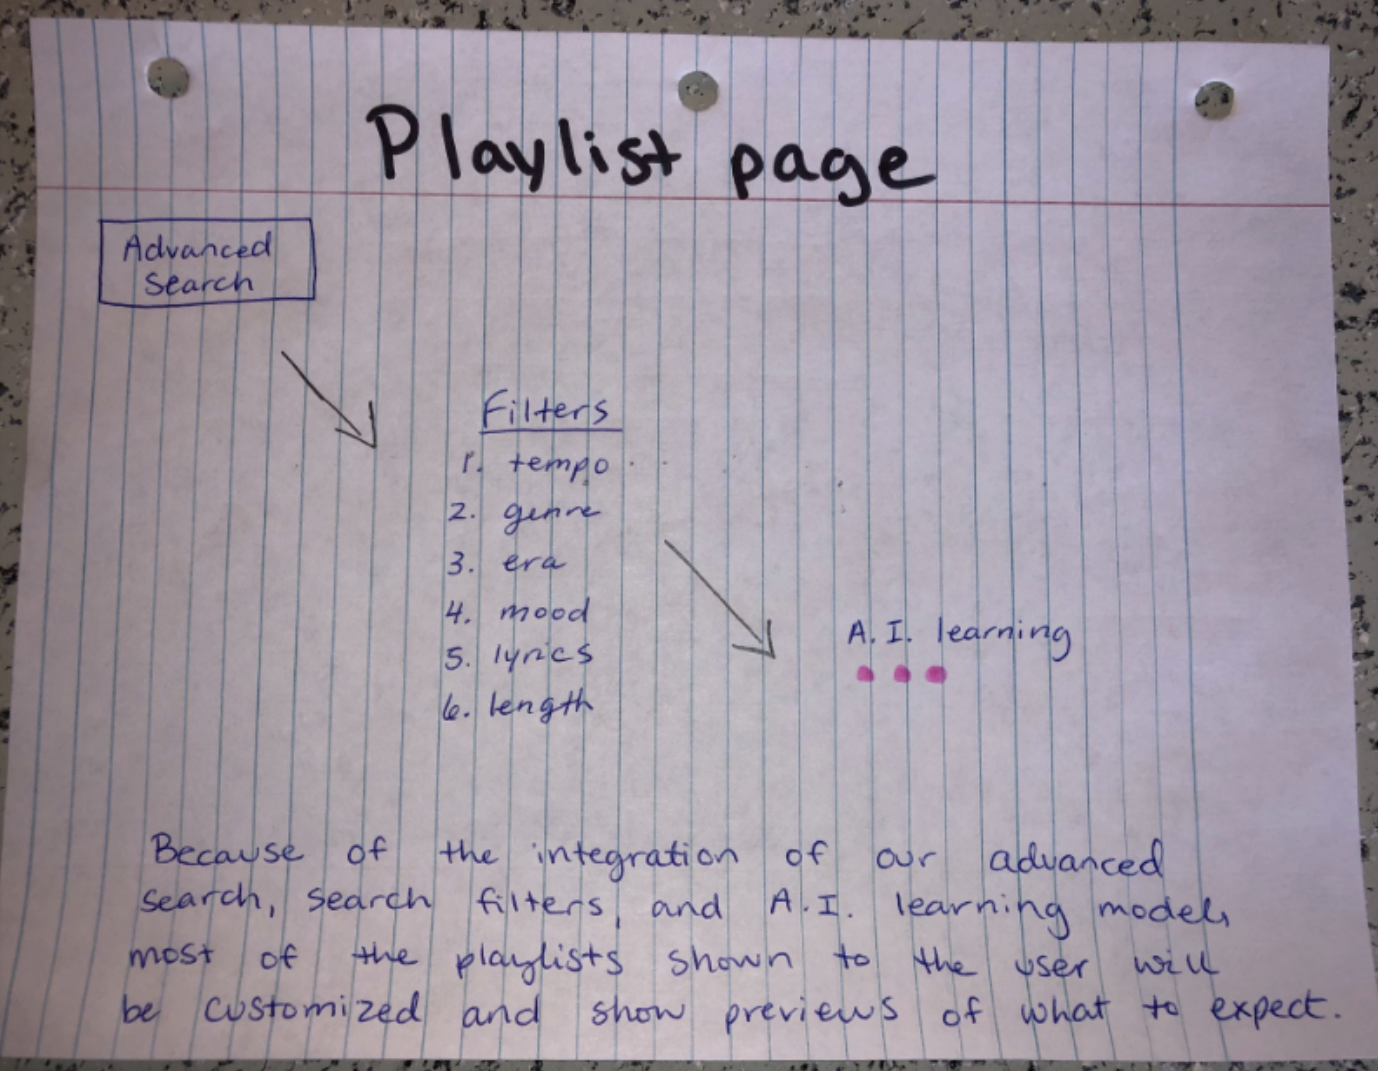 Playlist page
Advanced
Search
Filters
1. tempo
2. genre
3. era
4. mood
5. lyrics
6. length
A.I. learning
Because of the integration of our advanced
search, search filters, and A.I. learning model,
most of the playlists shown to the user will
be customized and show previews of what to expect.